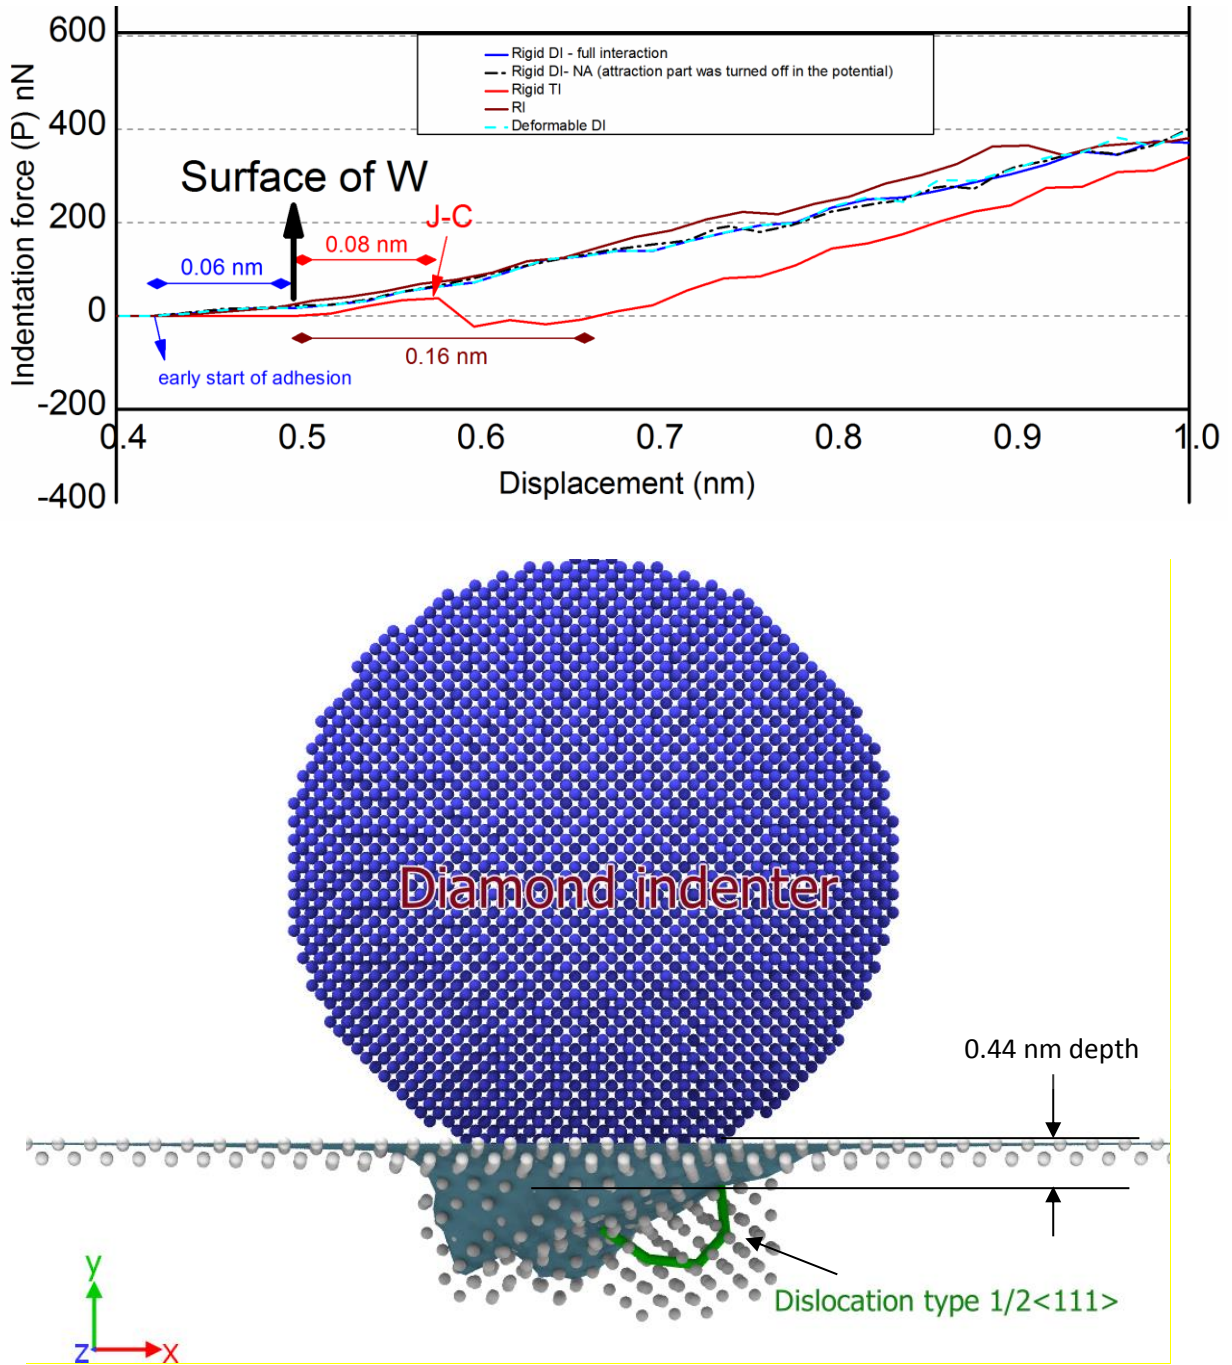 600
Rigid DI - full interaction
Rigid DI- NA (attraction part was turned off in the potential)
Rigid TI
RI
Deformable DI
Indentation force (P) nN
400
Surface of W
J-C
200
0.08 nm
0.06 nm
0
0.16 nm
early start of adhesion
-200
0.4 0.5 0.6 0.7 0.8 0.9 1.0
Displacement (nm)
-400
Diamond indenter
0.44 nm depth
Dislocation type 1/2<111>
y
z
x